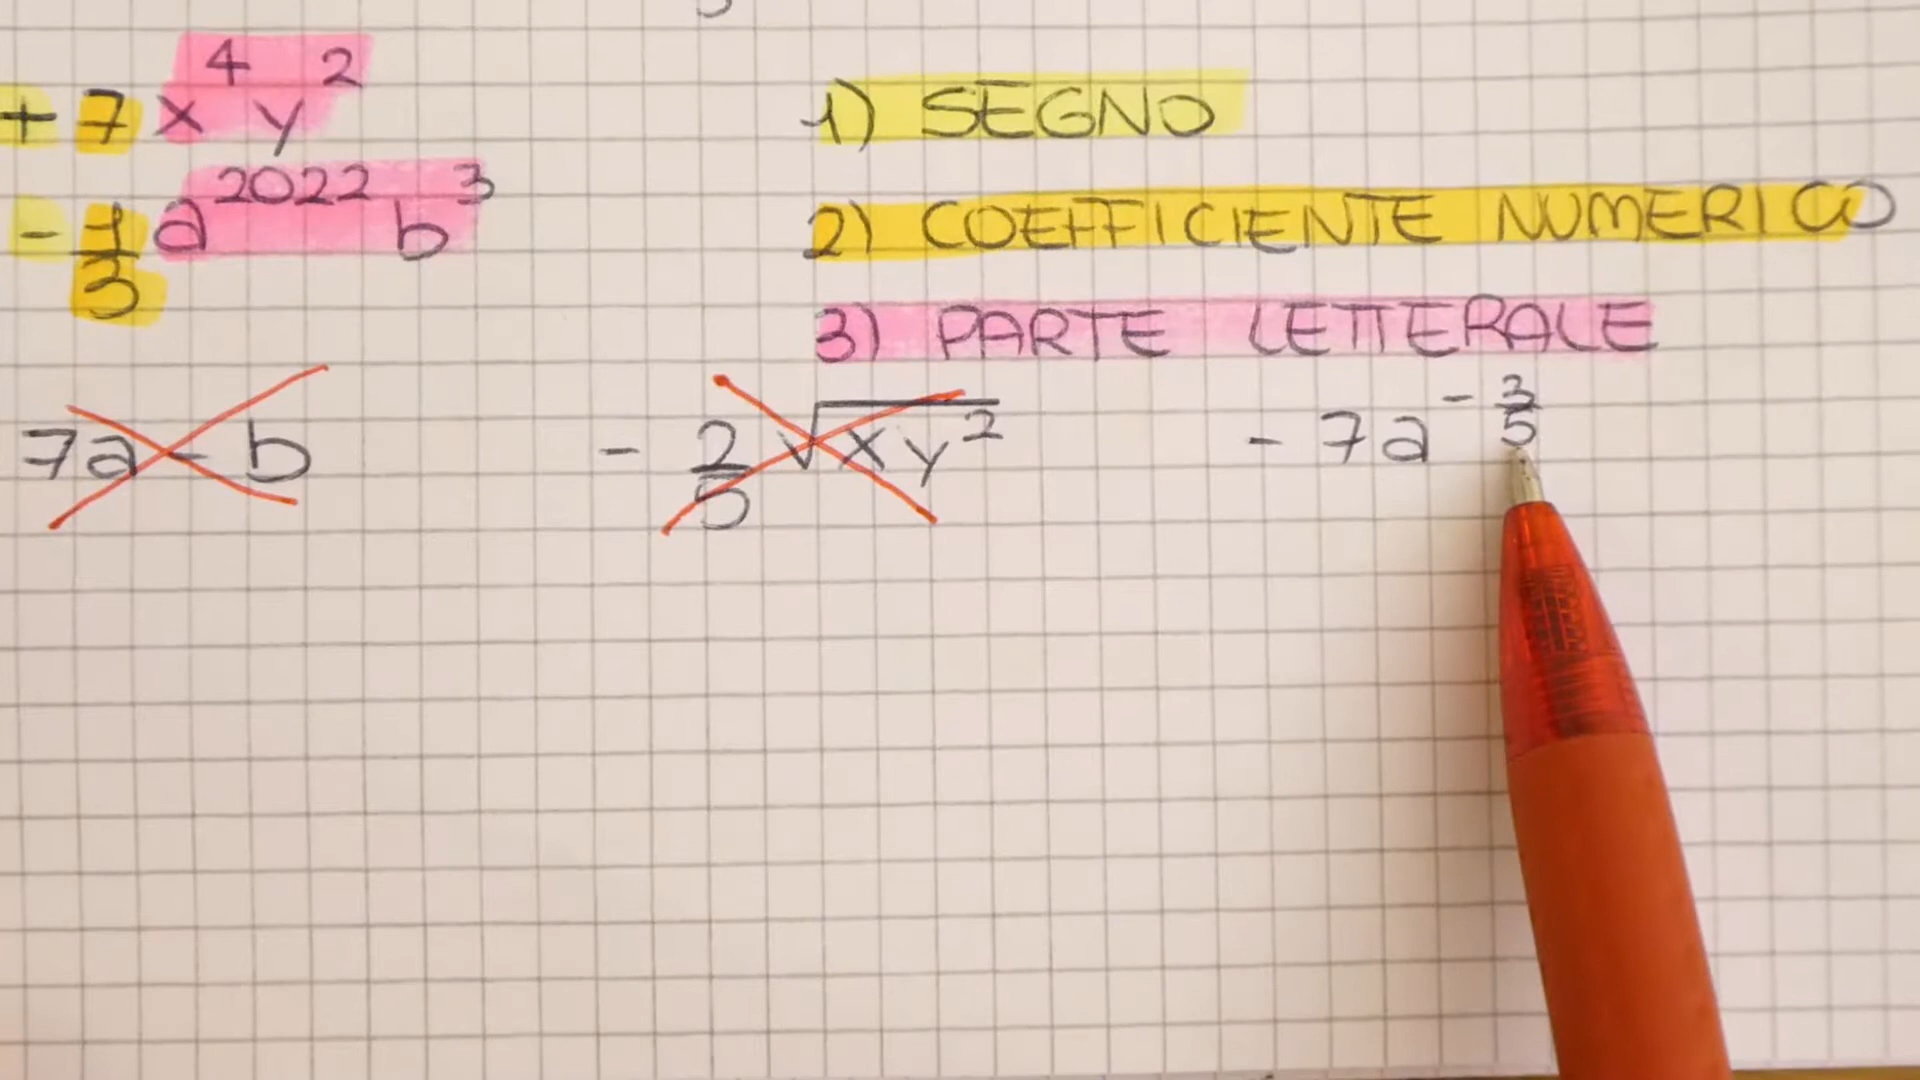 + 7 x⁴ y²
1) SEGNO
- 1/3 a²⁰²² b³
2) COEFFICIENTE NUMERICO
3) PARTE LETTERALE
7a - b
- 2/5 √xy²
- 7a^-3/5